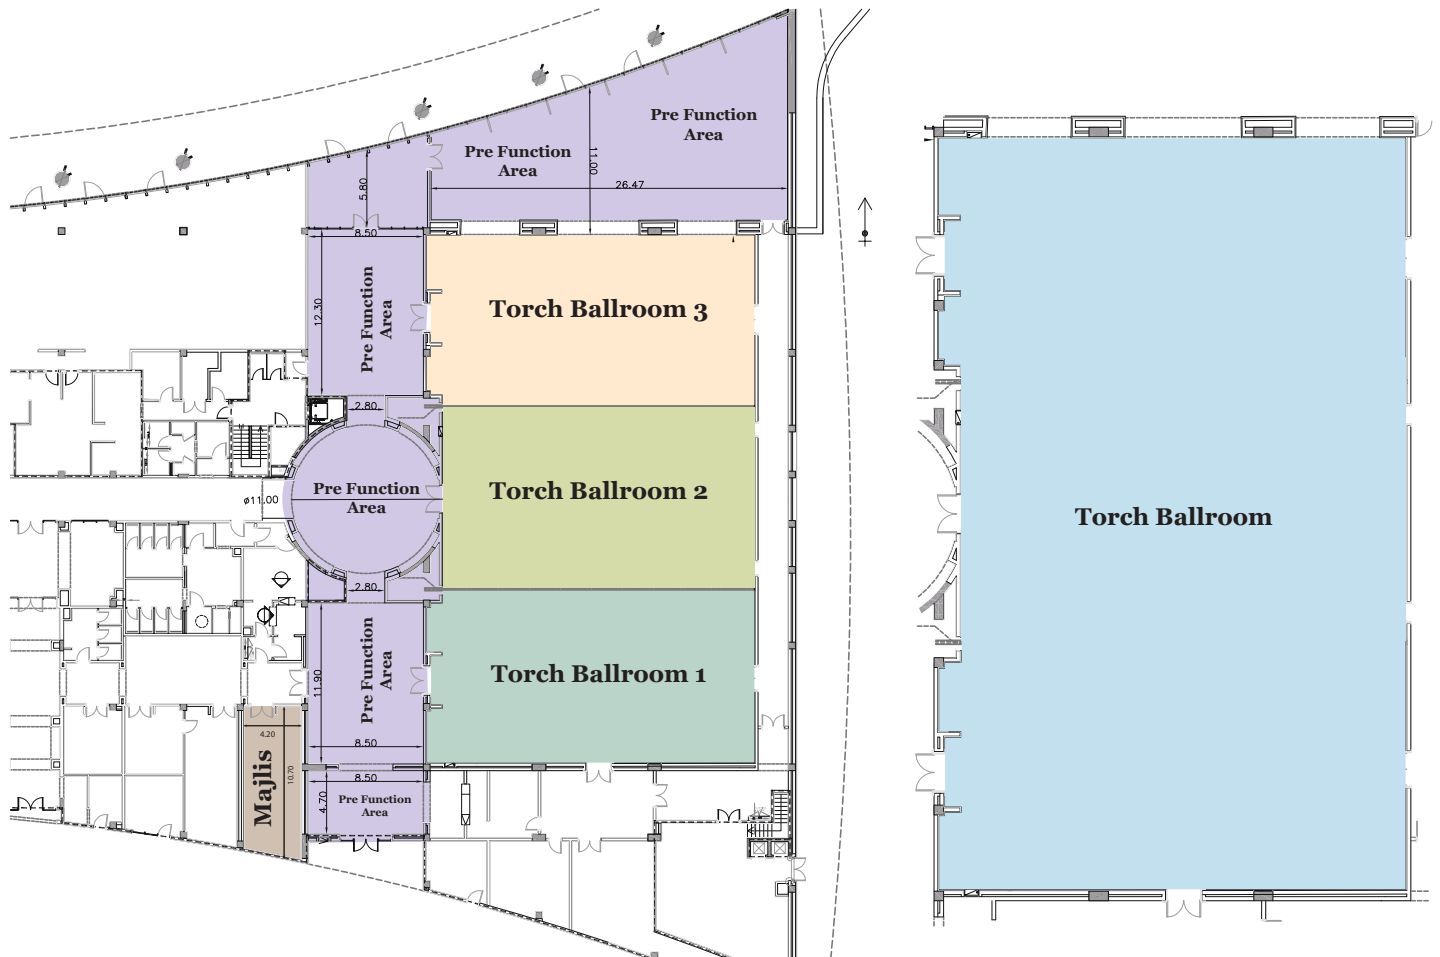 Pre Function
Area
Pre Function
Area
11.00
26.47
5.80
8.50
12.30
Pre Function
Area
Torch Ballroom 3
2.80
Pre Function
Area
ø11.00
Torch Ballroom 2
Torch Ballroom
2.80
11.90
Pre Function
Area
Torch Ballroom 1
8.50
4.20
10.70
Majlis
8.50
4.70
Pre Function
Area